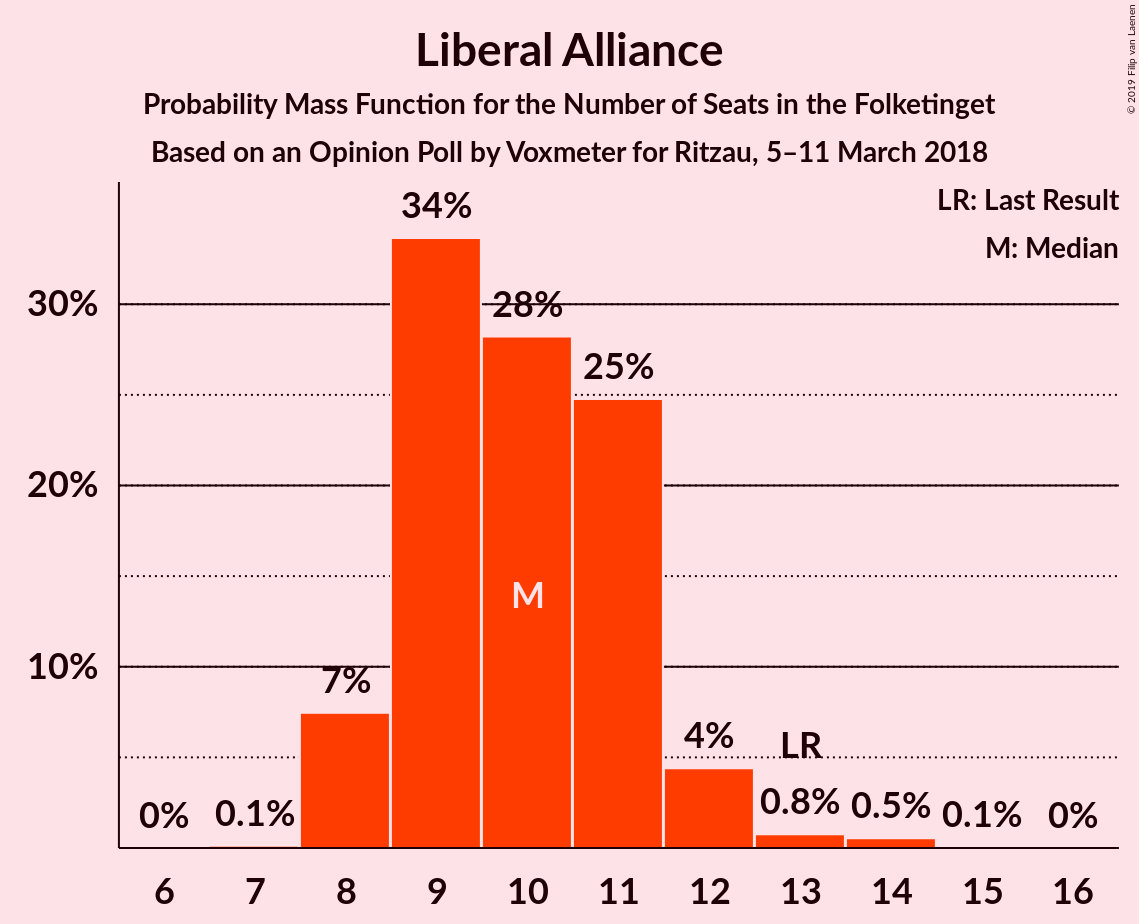 Liberal Alliance
Probability Mass Function for the Number of Seats in the Folketinget
Based on an Opinion Poll by Voxmeter for Ritzau, 5–11 March 2018
© 2019 Filip van Laenen
LR: Last Result
M: Median
34%
28%
25%
7%
4%
LR
0%
0.1%
0.8%
0.5%
0.1%
0%
M
30%
20%
10%
6 7 8 9 10 11 12 13 14 15 16